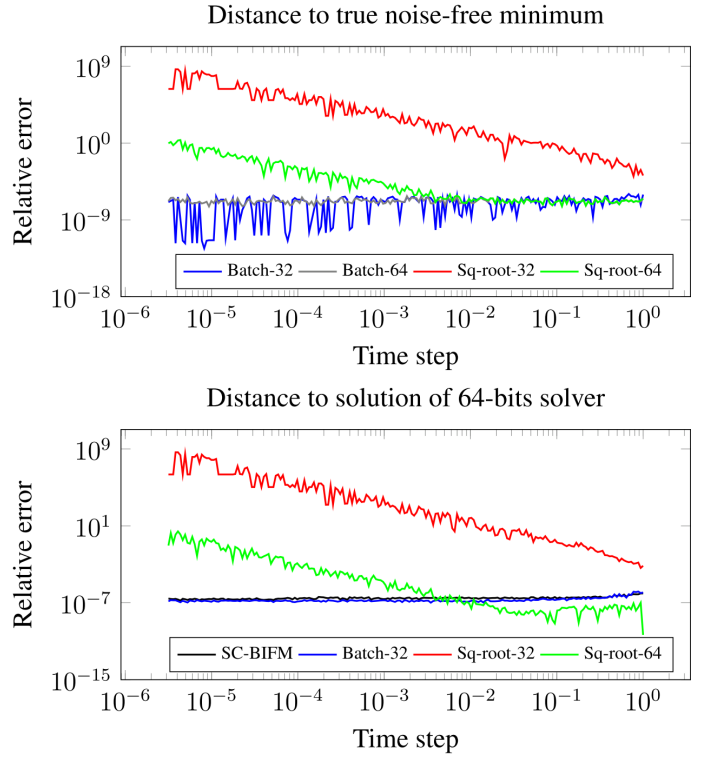 Distance to true noise-free minimum
10^9
10^0
10^−9
10^−18
Relative error
Batch-32 Batch-64 Sq-root-32 Sq-root-64
10^−6 10^−5 10^−4 10^−3 10^−2 10^−1 10^0
Time step
Distance to solution of 64-bits solver
10^9
10^1
10^−7
10^−15
Relative error
SC-BIFM Batch-32 Sq-root-32 Sq-root-64
10^−6 10^−5 10^−4 10^−3 10^−2 10^−1 10^0
Time step